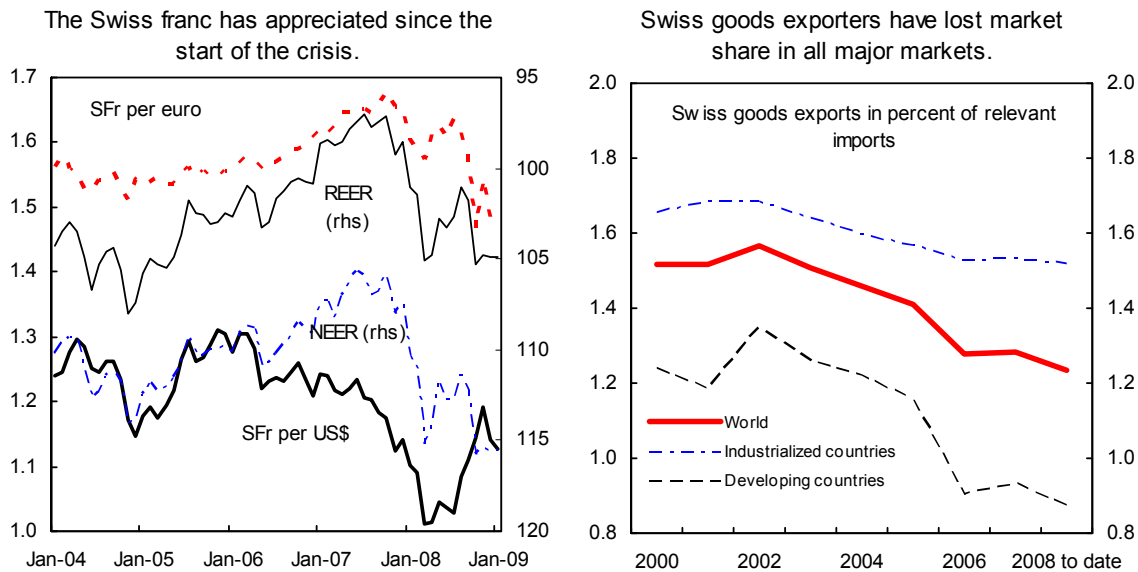 The Swiss franc has appreciated since the
start of the crisis.
1.7
1.6
1.5
1.4
1.3
1.2
1.1
1.0
95
100
105
110
115
120
SFr per euro
REER
(rhs)
NEER (rhs)
SFr per US$
Jan-04 Jan-05 Jan-06 Jan-07 Jan-08 Jan-09
Swiss goods exporters have lost market
share in all major markets.
2.0
1.8
1.6
1.4
1.2
1.0
0.8
2.0
1.8
1.6
1.4
1.2
1.0
0.8
Swiss goods exports in percent of relevant
imports
World
Industrialized countries
Developing countries
2000 2002 2004 2006 2008 to date